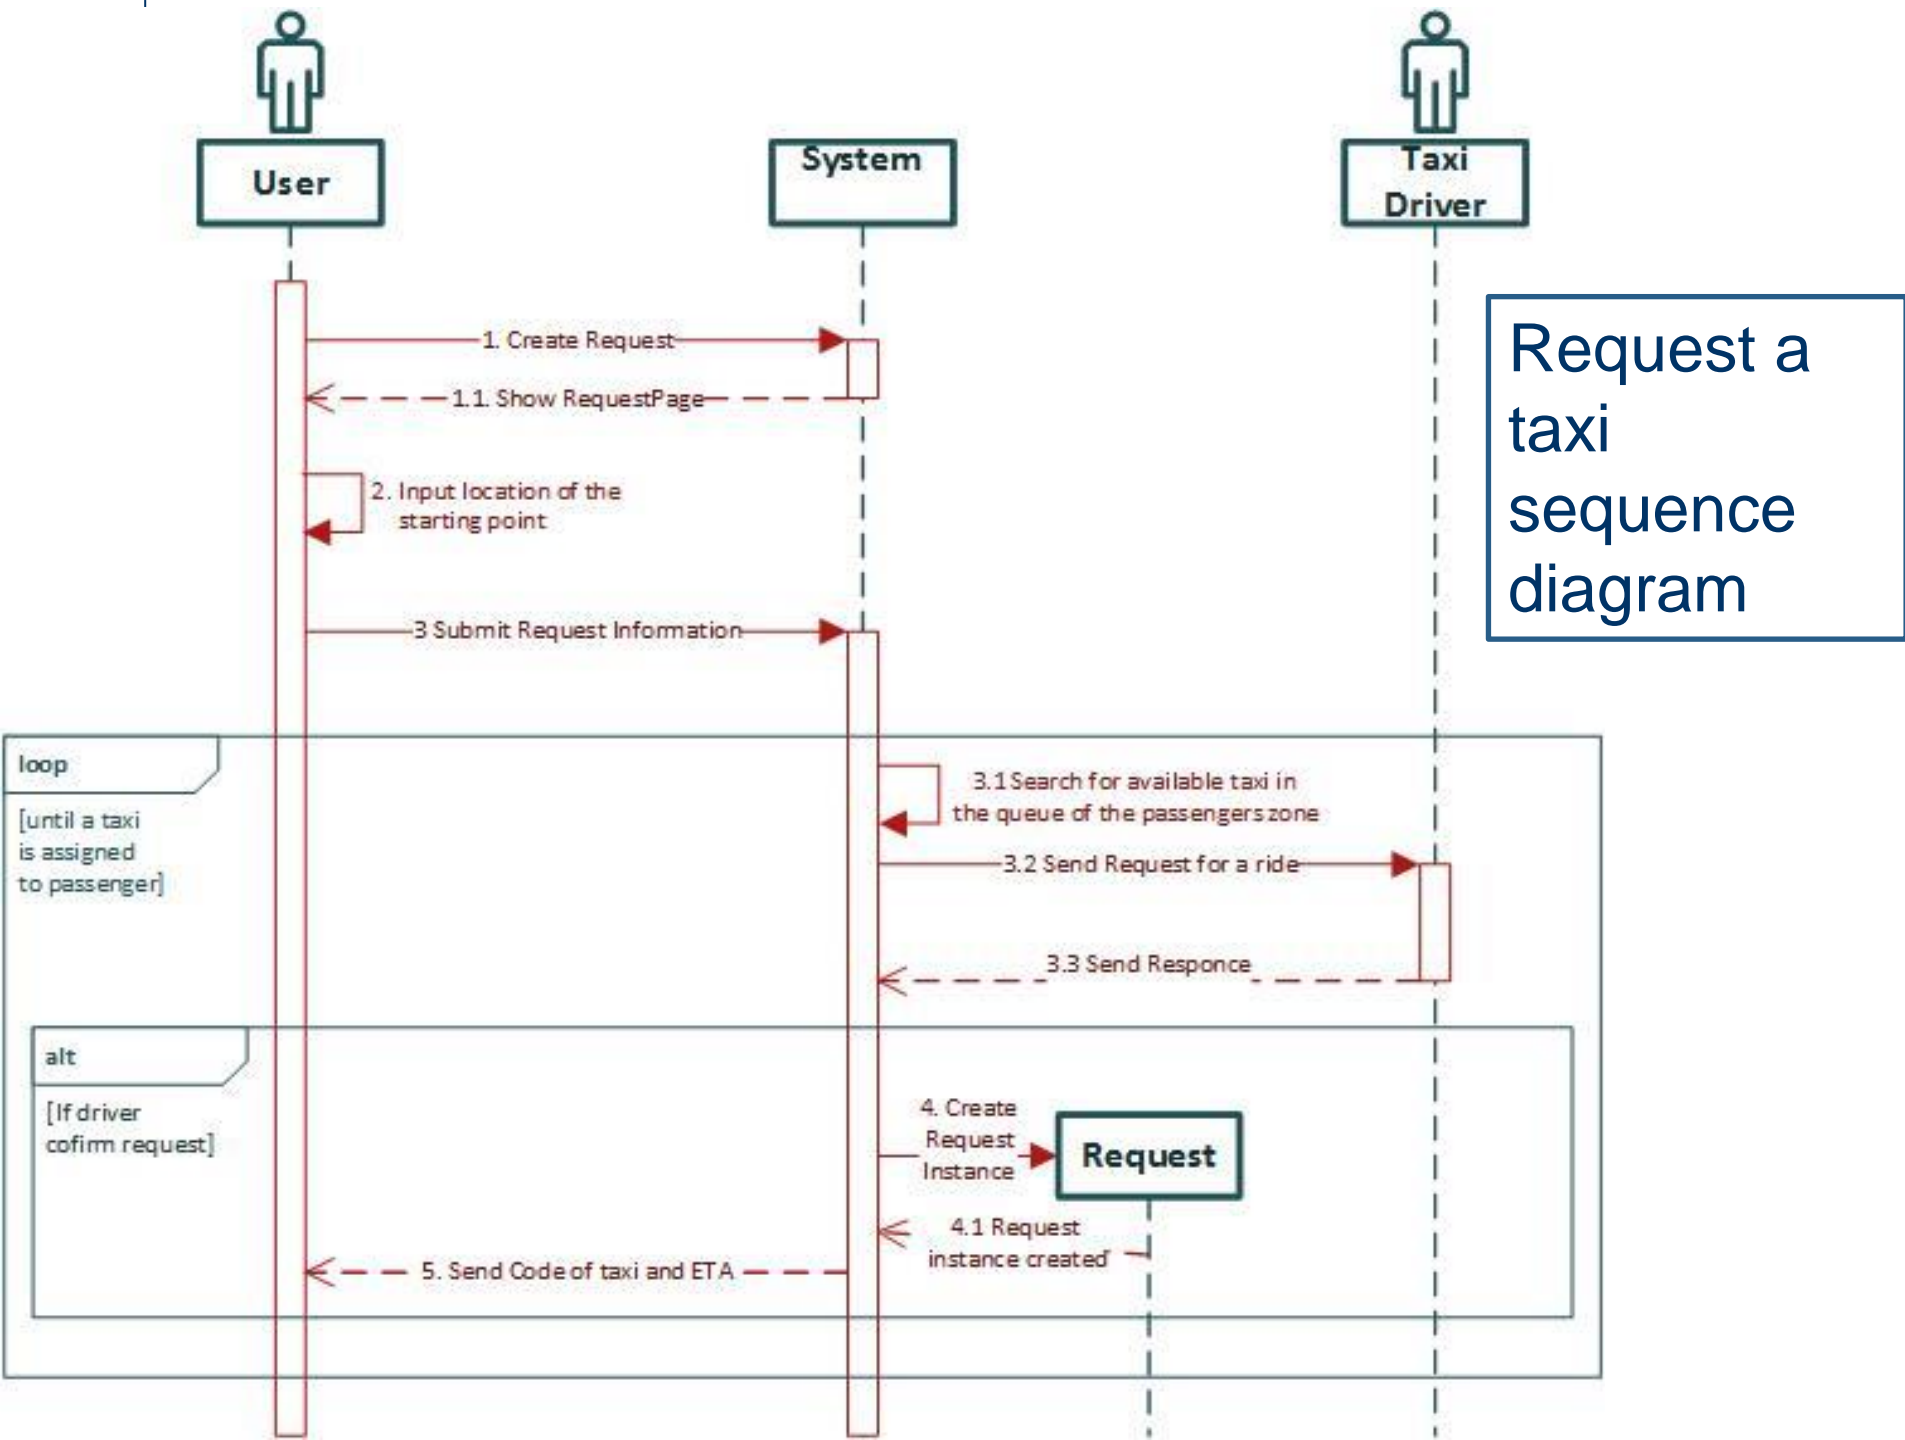 User
System
Taxi
Driver
1. Create Request
1.1. Show RequestPage
Request a
taxi
sequence
diagram
2. Input location of the
starting point
3 Submit Request Information
loop
[until a taxi
is assigned
to passenger]
3.1 Search for available taxi in
the queue of the passengers zone
3.2 Send Request for a ride
3.3 Send Responce
alt
[If driver
cofirm request]
4. Create
Request
Instance
Request
4.1 Request
instance created
5. Send Code of taxi and ETA